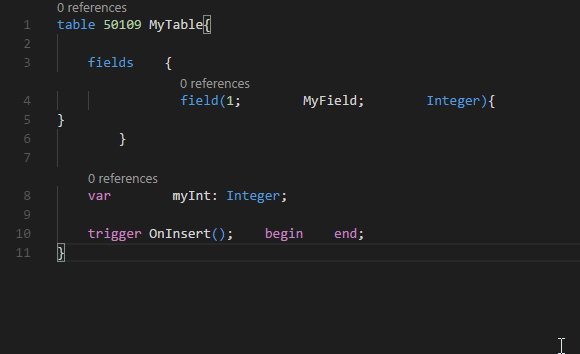 0 references
1 table 50109 MyTable{
2
3 fields {
0 references
4 field(1; MyField; Integer){
5 }
6 }
7
0 references
8 var myInt: Integer;
9
10 trigger OnInsert(); begin end;
11 }